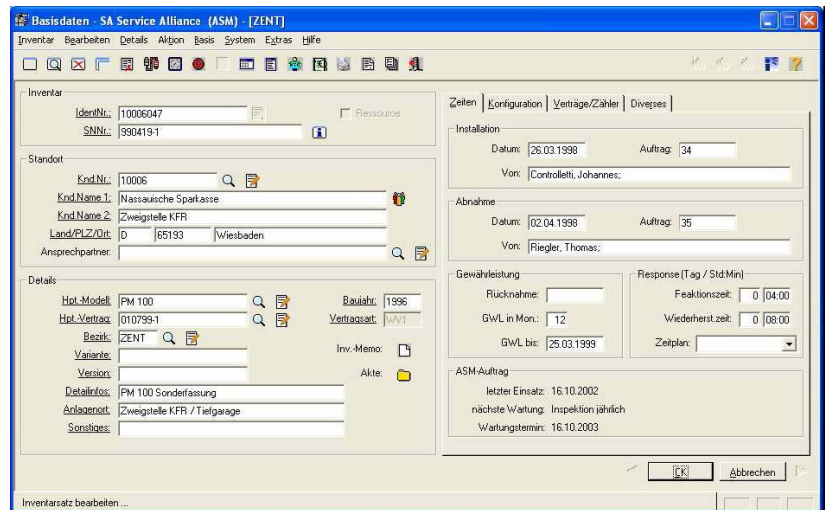 Basisdaten - SA Service Alliance (ASM) - [ZENT]
Inventar Bearbeiten Details Aktion Basis System Extras Hilfe
Inventar
IdentNr.: 10006047 Ressource
SNNr.: 990419-1
Standort
Knd.Nr.: 10006
Knd.Name 1: Nassauische Sparkasse
Knd.Name 2: Zweigstelle KFR
Land/PLZ/Ort: D 65193 Wiesbaden
Ansprechpartner:
Details
Hpt.-Modell: PM 100 Baujahr: 1996
Hpt.-Vertrag: 010799-1 Vertragsart: WV1
Bezirk: ZENT
Variante: Inv.-Memo:
Version: Akte:
Detailinfos: PM 100 Sonderfassung
Anlagenort: Zweigstelle KFR / Tiefgarage
Sonstiges:
Zeiten Konfiguration Verträge/Zähler Diverses
Installation
Datum: 26.03.1998 Auftrag: 34
Von: Controlletti, Johannes;
Abnahme
Datum: 02.04.1998 Auftrag: 35
Von: Riegler, Thomas;
Gewährleistung
Rücknahme:
GWL in Mon.: 12
GWL bis: 25.03.1999
Response (Tag / Std:Min)
Reaktionszeit: 0 04:00
Wiederherst.zeit: 0 08:00
Zeitplan:
ASM-Auftrag
letzter Einsatz: 16.10.2002
nächste Wartung: Inspektion jährlich
Wartungstermin: 16.10.2003
OK Abbrechen
Inventarsatz bearbeiten ...